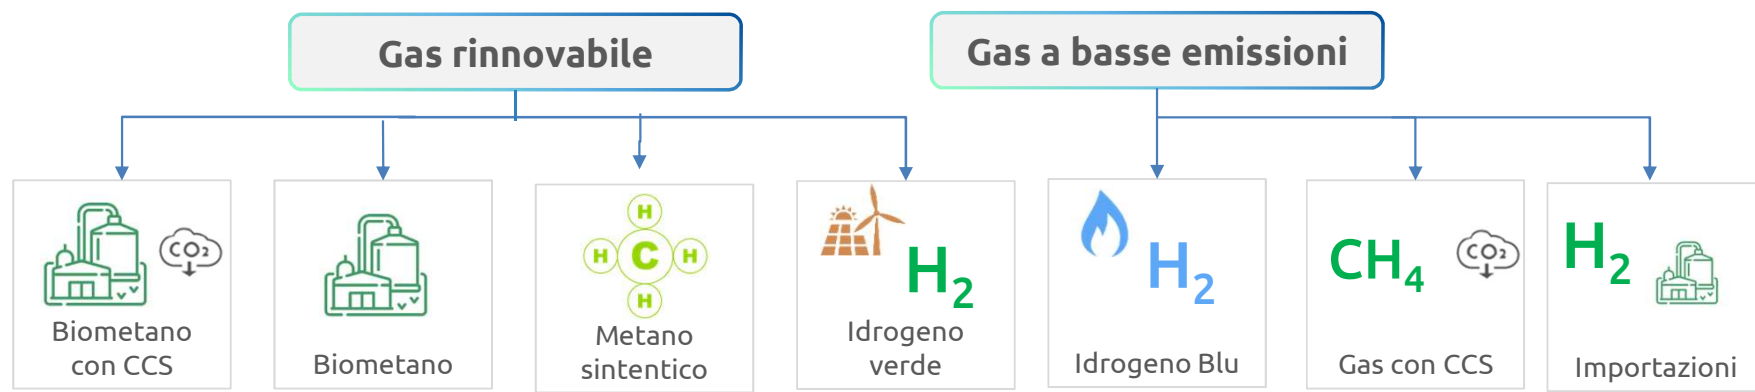 Gas rinnovabile
Gas a basse emissioni
CO2
Biometano
con CCS
Biometano
H
H C H
H
Metano
sintentico
H2
Idrogeno
verde
H2
Idrogeno Blu
CH4
CO2
Gas con CCS
H2
Importazioni